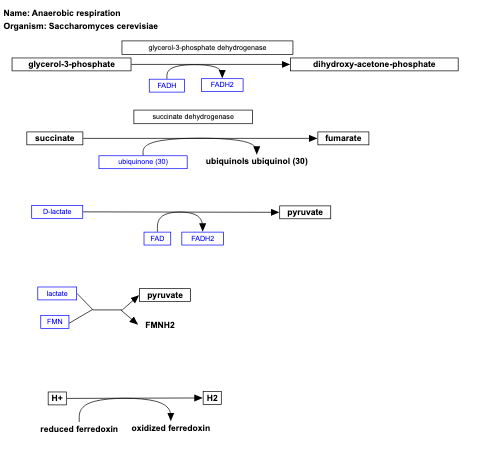 Name: Anaerobic respiration
Organism: Saccharomyces cerevisiae
glycerol-3-phosphate dehydrogenase
glycerol-3-phosphate
dihydroxy-acetone-phosphate
FADH
FADH2
succinate dehydrogenase
succinate
fumarate
ubiquinone (30)
ubiquinols ubiquinol (30)
D-lactate
pyruvate
FAD
FADH2
lactate
pyruvate
FMN
FMNH2
H+
H2
reduced ferredoxin
oxidized ferredoxin